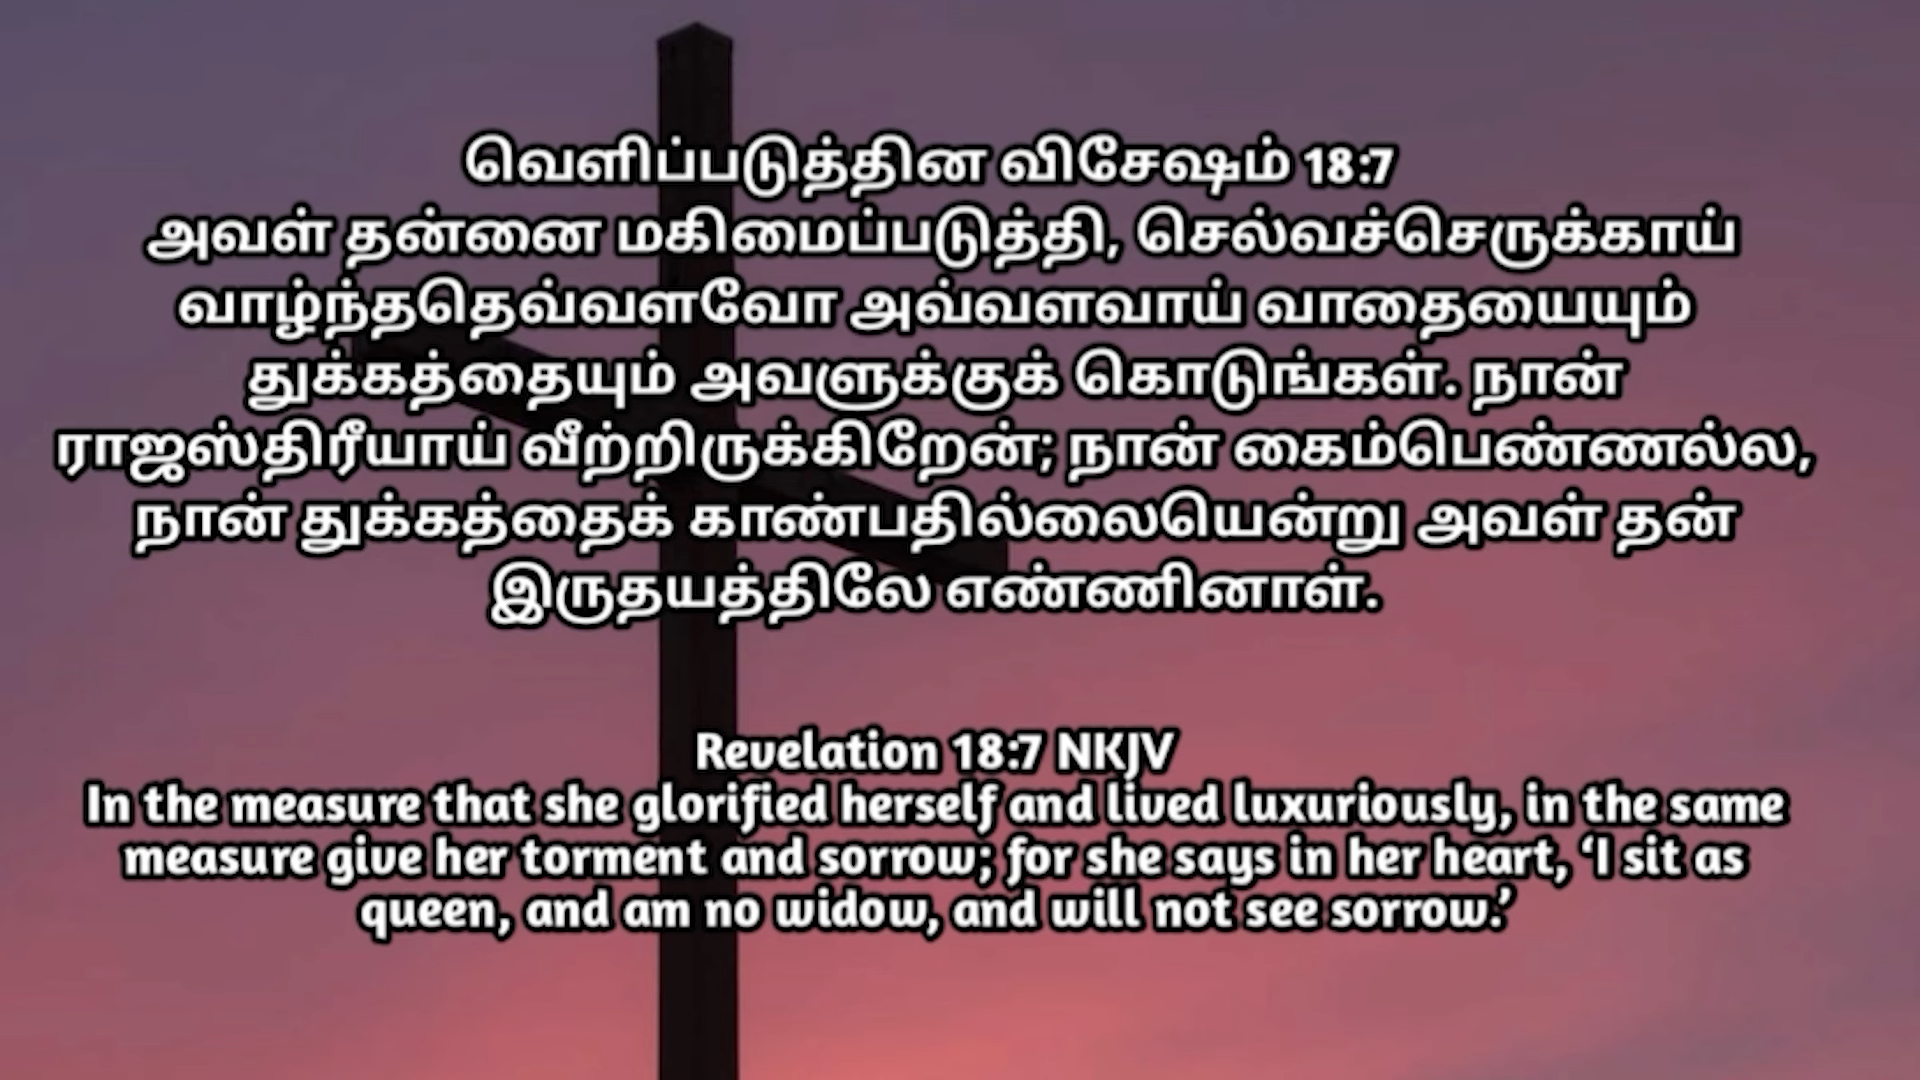 வெளிப்படுத்தின விசேஷம் 18:7
அவள் தன்னை மகிமைப்படுத்தி, செல்வச்செருக்காய்
வாழ்ந்ததெவ்வளவோ அவ்வளவாய் வாதையையும்
துக்கத்தையும் அவளுக்குக் கொடுங்கள். நான்
ராஜஸ்திரீயாய் வீற்றிருக்கிறேன்; நான் கைம்பெண்ணல்ல,
நான் துக்கத்தைக் காண்பதில்லையென்று அவள் தன்
இருதயத்திலே எண்ணினாள்.
Revelation 18:7 NKJV
In the measure that she glorified herself and lived luxuriously, in the same
measure give her torment and sorrow; for she says in her heart, ‘I sit as
queen, and am no widow, and will not see sorrow.’